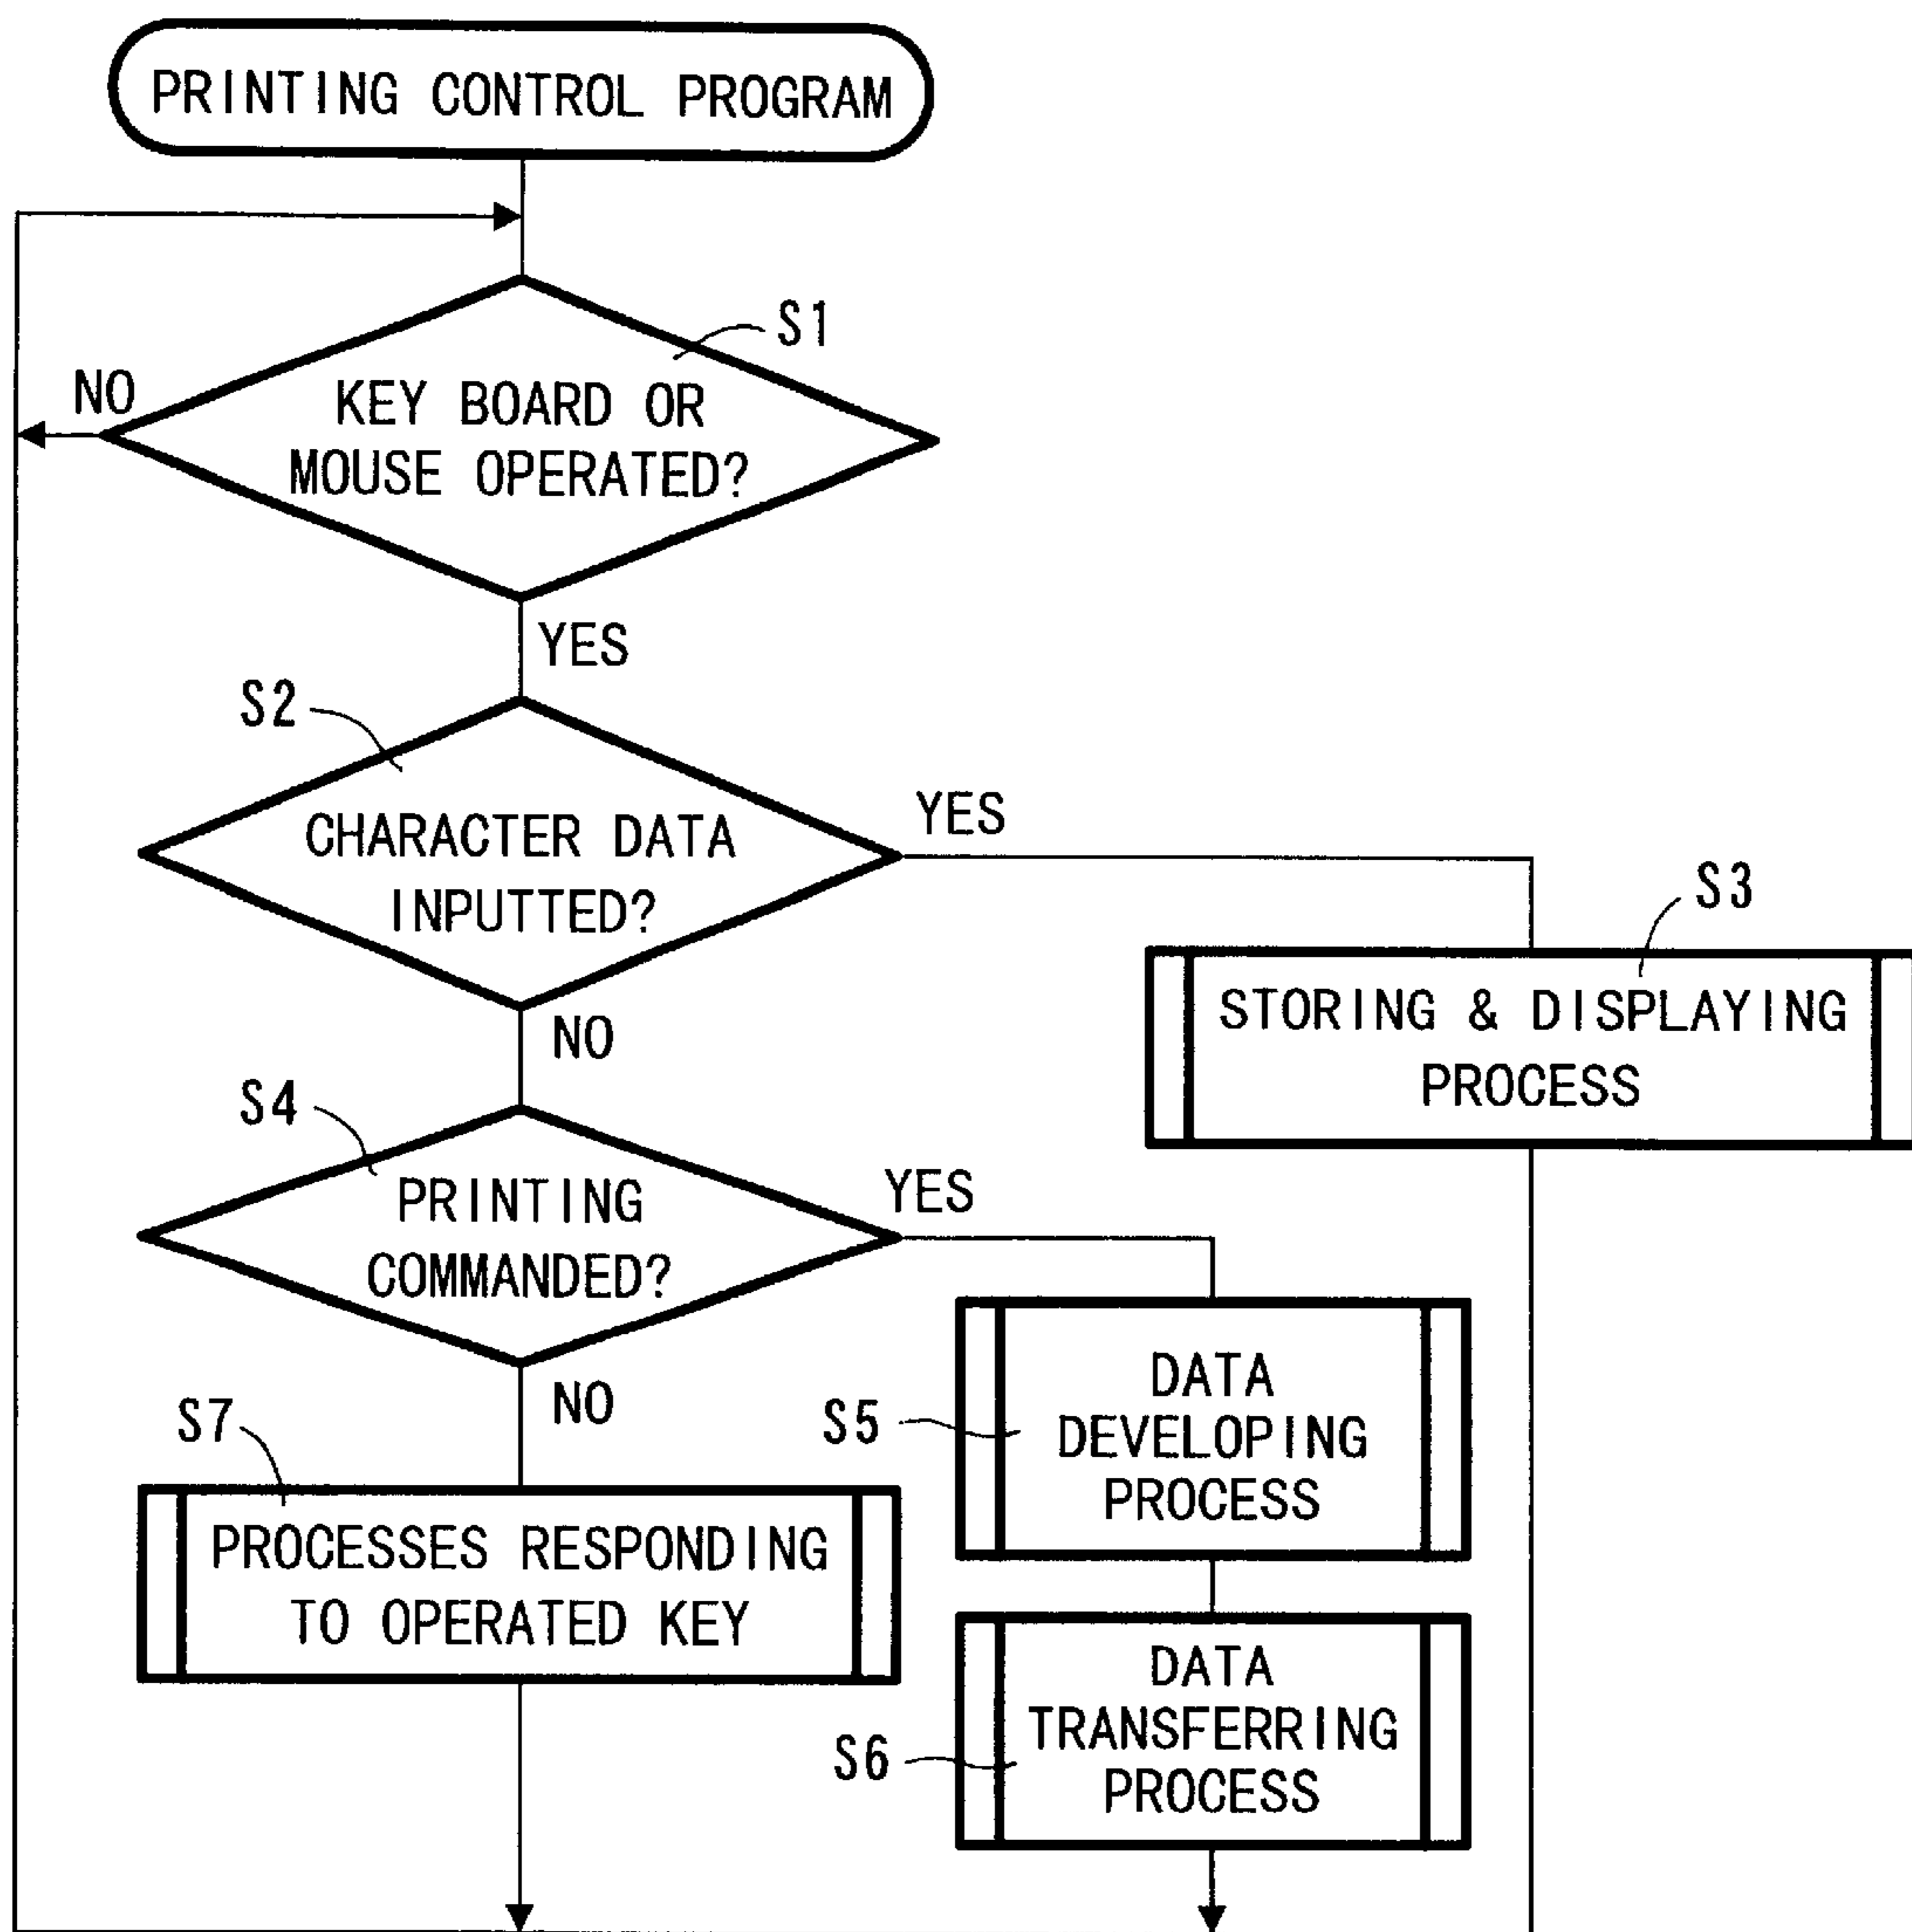 PRINTING CONTROL PROGRAM
S1
NO
KEY BOARD OR
MOUSE OPERATED?
YES
S2
YES
CHARACTER DATA
INPUTTED?
S3
STORING & DISPLAYING
PROCESS
NO
S4
YES
PRINTING
COMMANDED?
NO
S7
PROCESSES RESPONDING
TO OPERATED KEY
S5
DATA
DEVELOPING
PROCESS
S6
DATA
TRANSFERRING
PROCESS